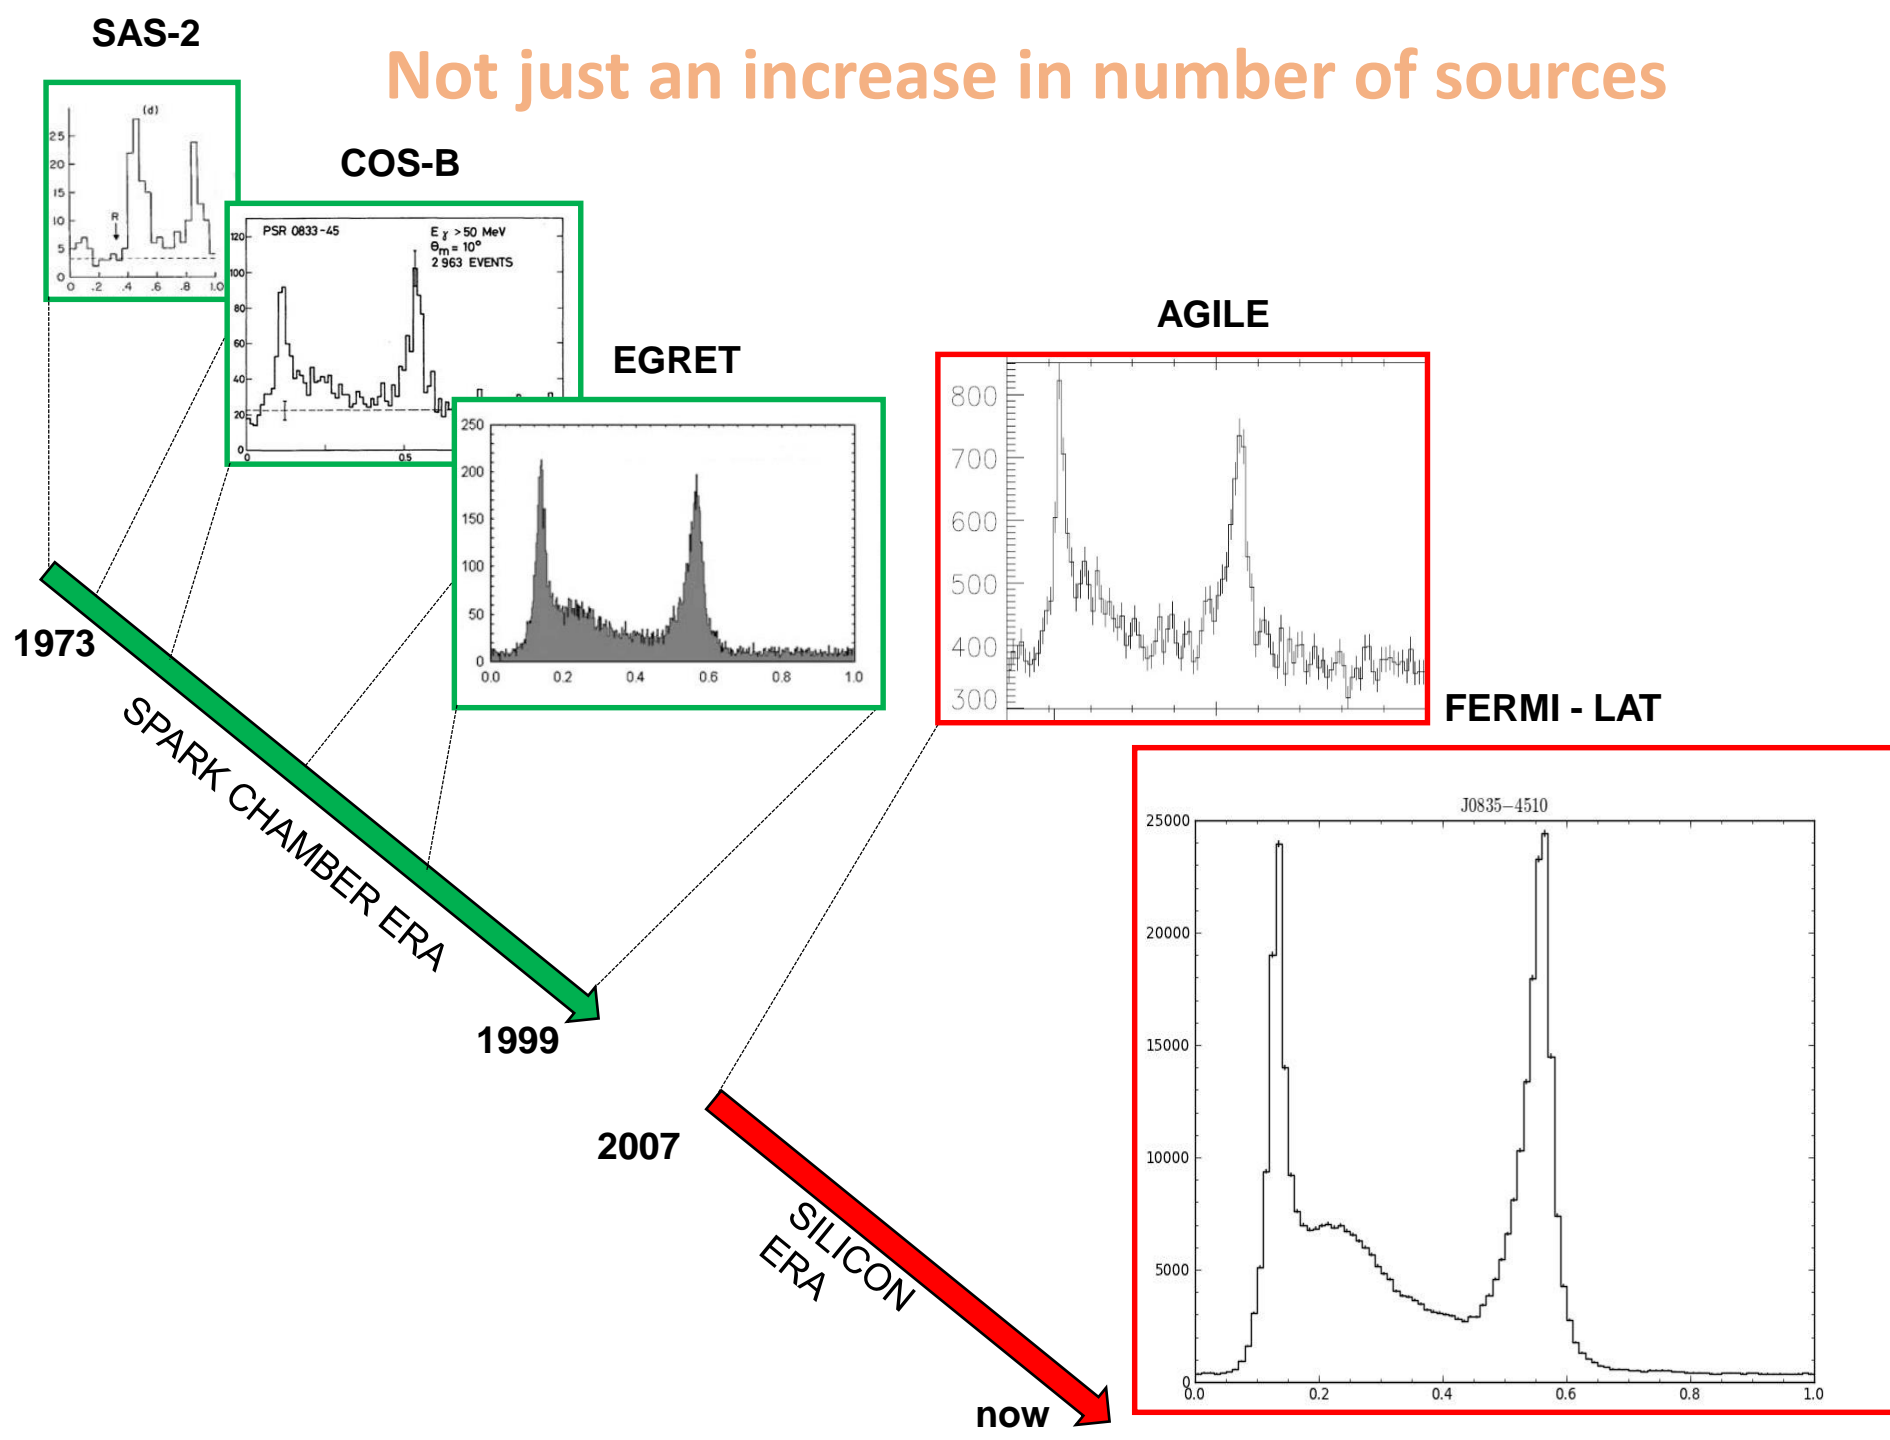 SAS-2
Not just an increase in number of sources
(d)
25
20
15
10
5
0
R
0 .2 .4 .6 .8 1.0
COS-B
PSR 0833-45
E γ > 50 MeV
θm = 10°
2 963 EVENTS
120
100
80
60
40
20
0
0 0.5
EGRET
250
200
150
100
50
0
0.0 0.2 0.4 0.6 0.8 1.0
AGILE
800
700
600
500
400
300
FERMI - LAT
J0835−4510
25000
20000
15000
10000
5000
0
0.0 0.2 0.4 0.6 0.8 1.0
1973
SPARK CHAMBER ERA
1999
2007
SILICON
ERA
now